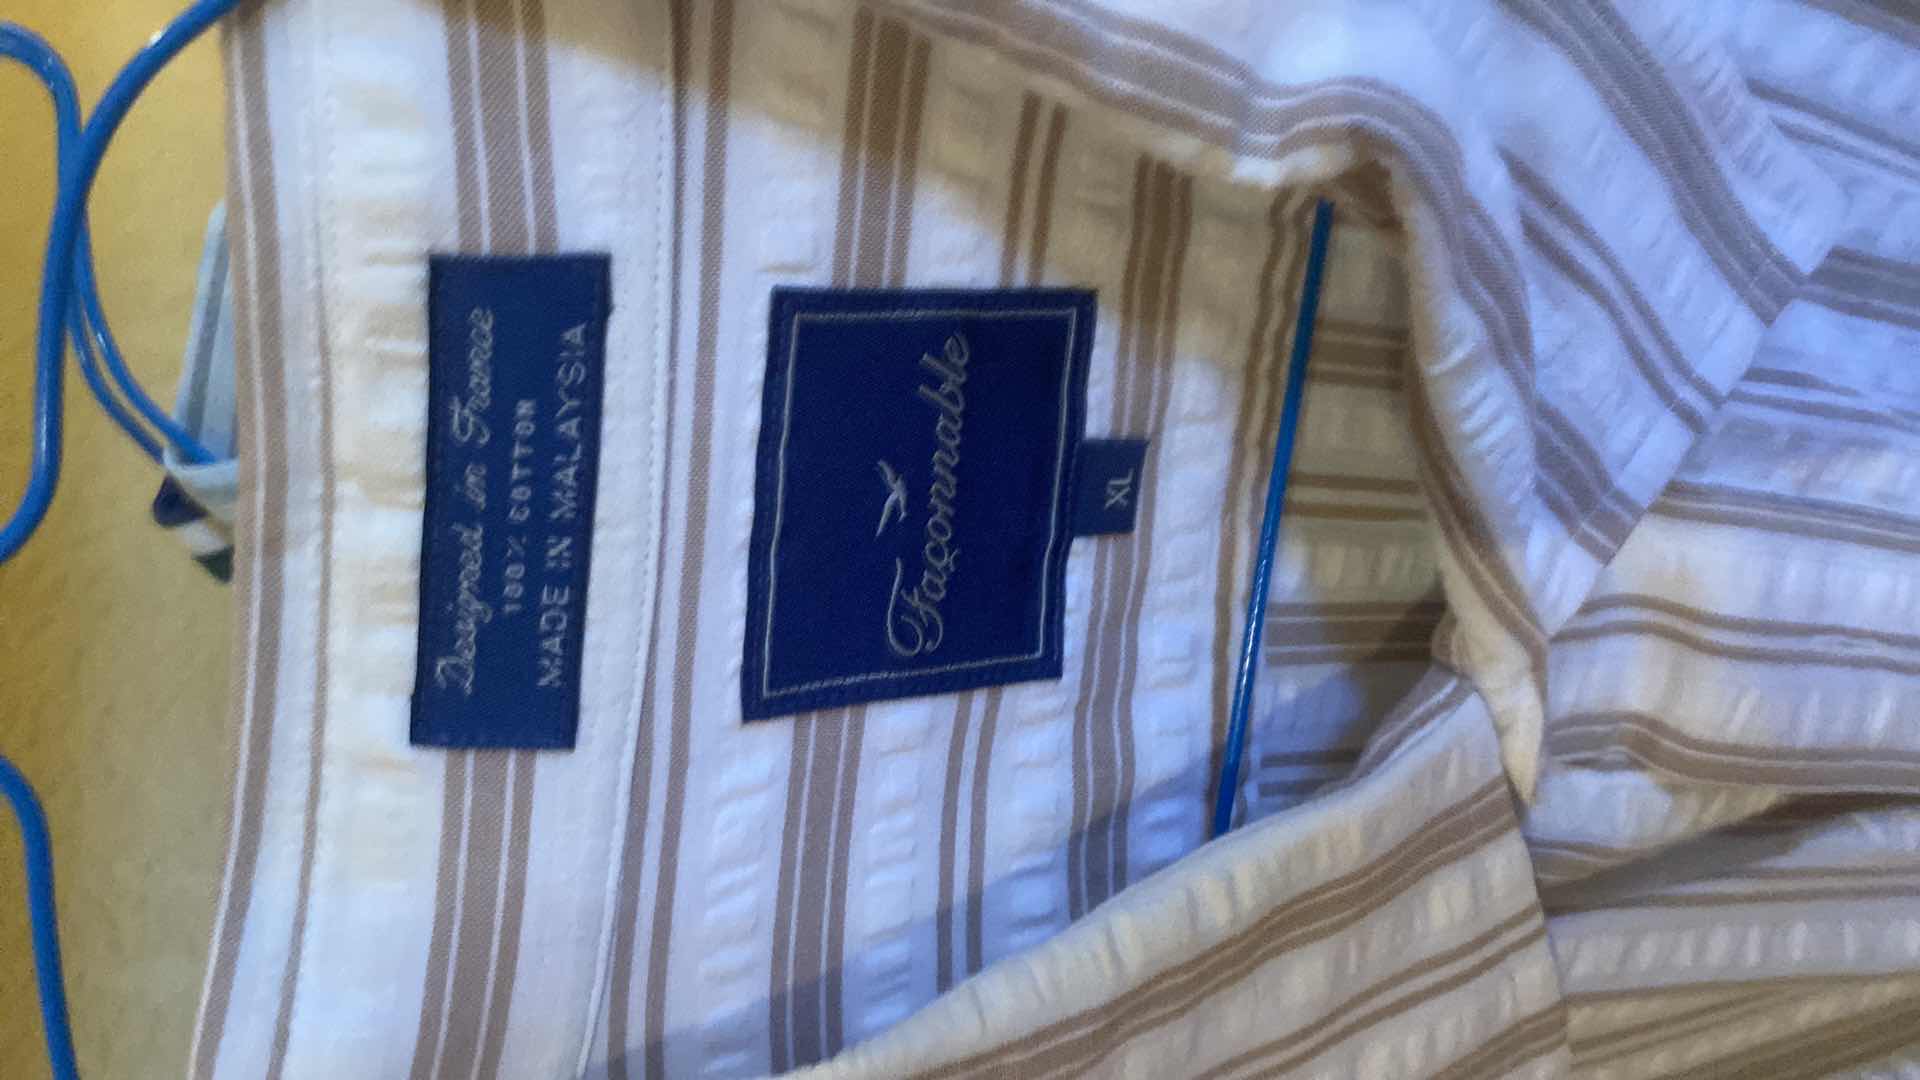 Designed in France
100% COTTON
MADE IN MALAYSIA
Façonnable
XL